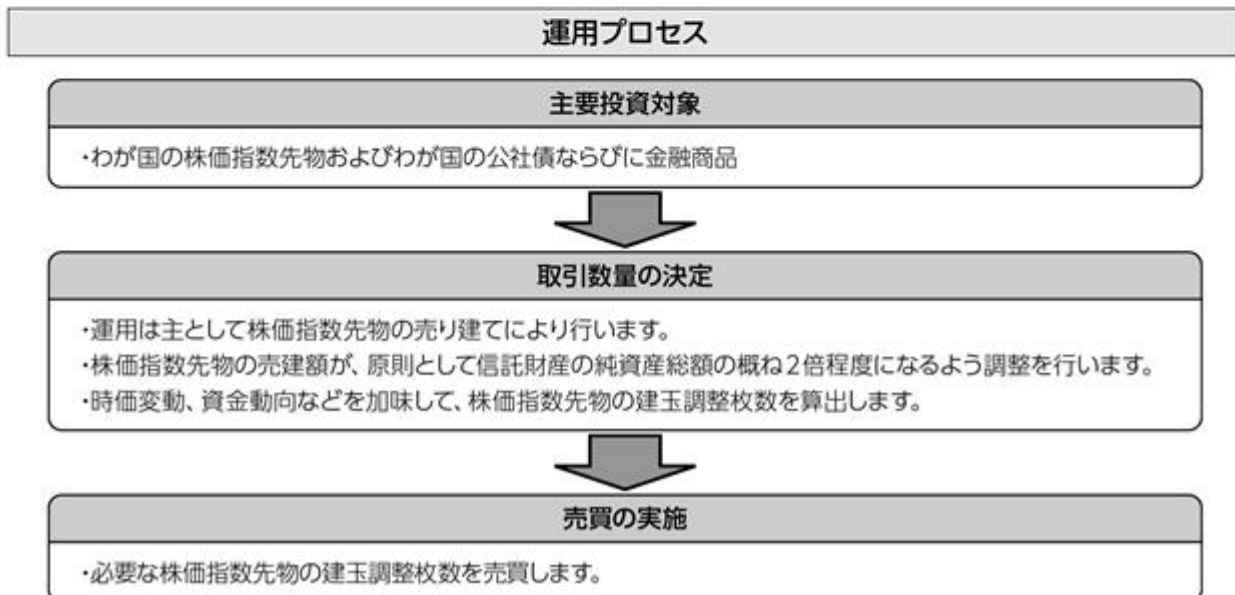 運用プロセス
主要投資対象
・わが国の株価指数先物およびわが国の公社債ならびに金融商品
取引数量の決定
・運用は主として株価指数先物の売り建てにより行います。
・株価指数先物の売建額が、原則として信託財産の純資産総額の概ね2倍程度になるよう調整を行います。
・時価変動、資金動向などを加味して、株価指数先物の建玉調整枚数を算出します。
売買の実施
・必要な株価指数先物の建玉調整枚数を売買します。